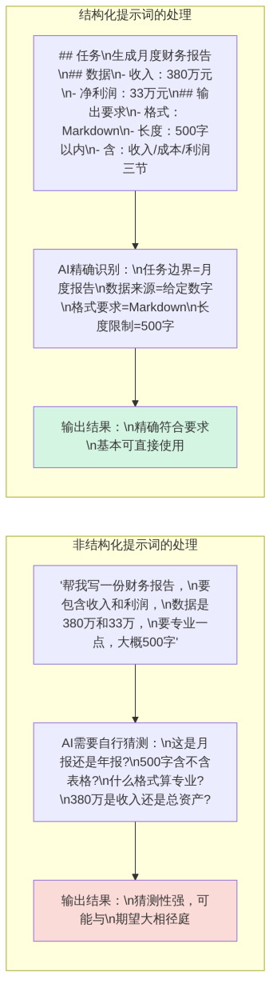 结构化提示词的处理
## 任务\n生成月度财务报告
\n## 数据\n- 收入：380万元
\n- 净利润：33万元\n## 输
出要求\n- 格式：
Markdown\n- 长度：500字
以内\n- 含：收入/成本/利润
三节
AI精确识别：\n任务边界=月
度报告\n数据来源=给定数字
\n格式要求=Markdown\n长
度限制=500字
输出结果：\n精确符合要求
\n基本可直接使用
非结构化提示词的处理
'帮我写一份财务报告，\n要
包含收入和利润，\n数据是
380万和33万，\n要专业一
点，大概500字'
AI需要自行猜测：\n这是月
报还是年报?\n500字含不含
表格?\n什么格式算专业?
\n380万是收入还是总资产?
输出结果：\n猜测性强，可
能与\n期望大相径庭